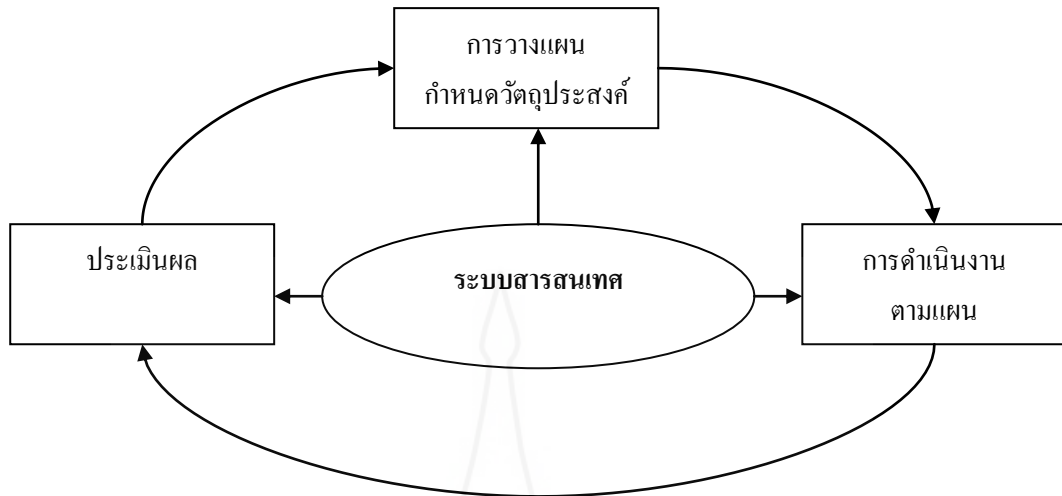 การวางแผน
กำหนดวัตถุประสงค์
ประเมินผล
ระบบสารสนเทศ
การดำเนินงาน
ตามแผน